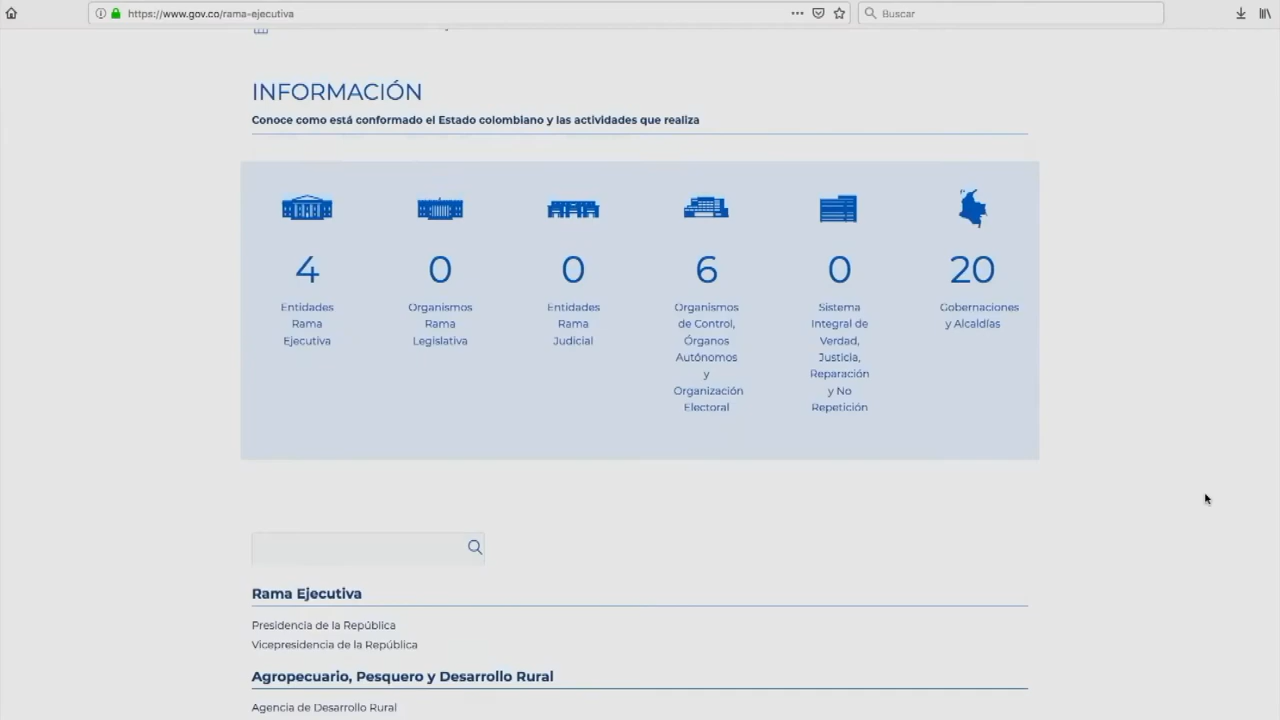 https://www.gov.co/rama-ejecutiva
Buscar
INFORMACIÓN
Conoce como está conformado el Estado colombiano y las actividades que realiza
4
Entidades
Rama
Ejecutiva
0
Organismos
Rama
Legislativa
0
Entidades
Rama
Judicial
6
Organismos
de Control,
Órganos
Autónomos
y
Organización
Electoral
0
Sistema
Integral de
Verdad,
Justicia,
Reparación
y No
Repetición
20
Gobernaciones
y Alcaldías
Rama Ejecutiva
Presidencia de la República
Vicepresidencia de la República
Agropecuario, Pesquero y Desarrollo Rural
Agencia de Desarrollo Rural